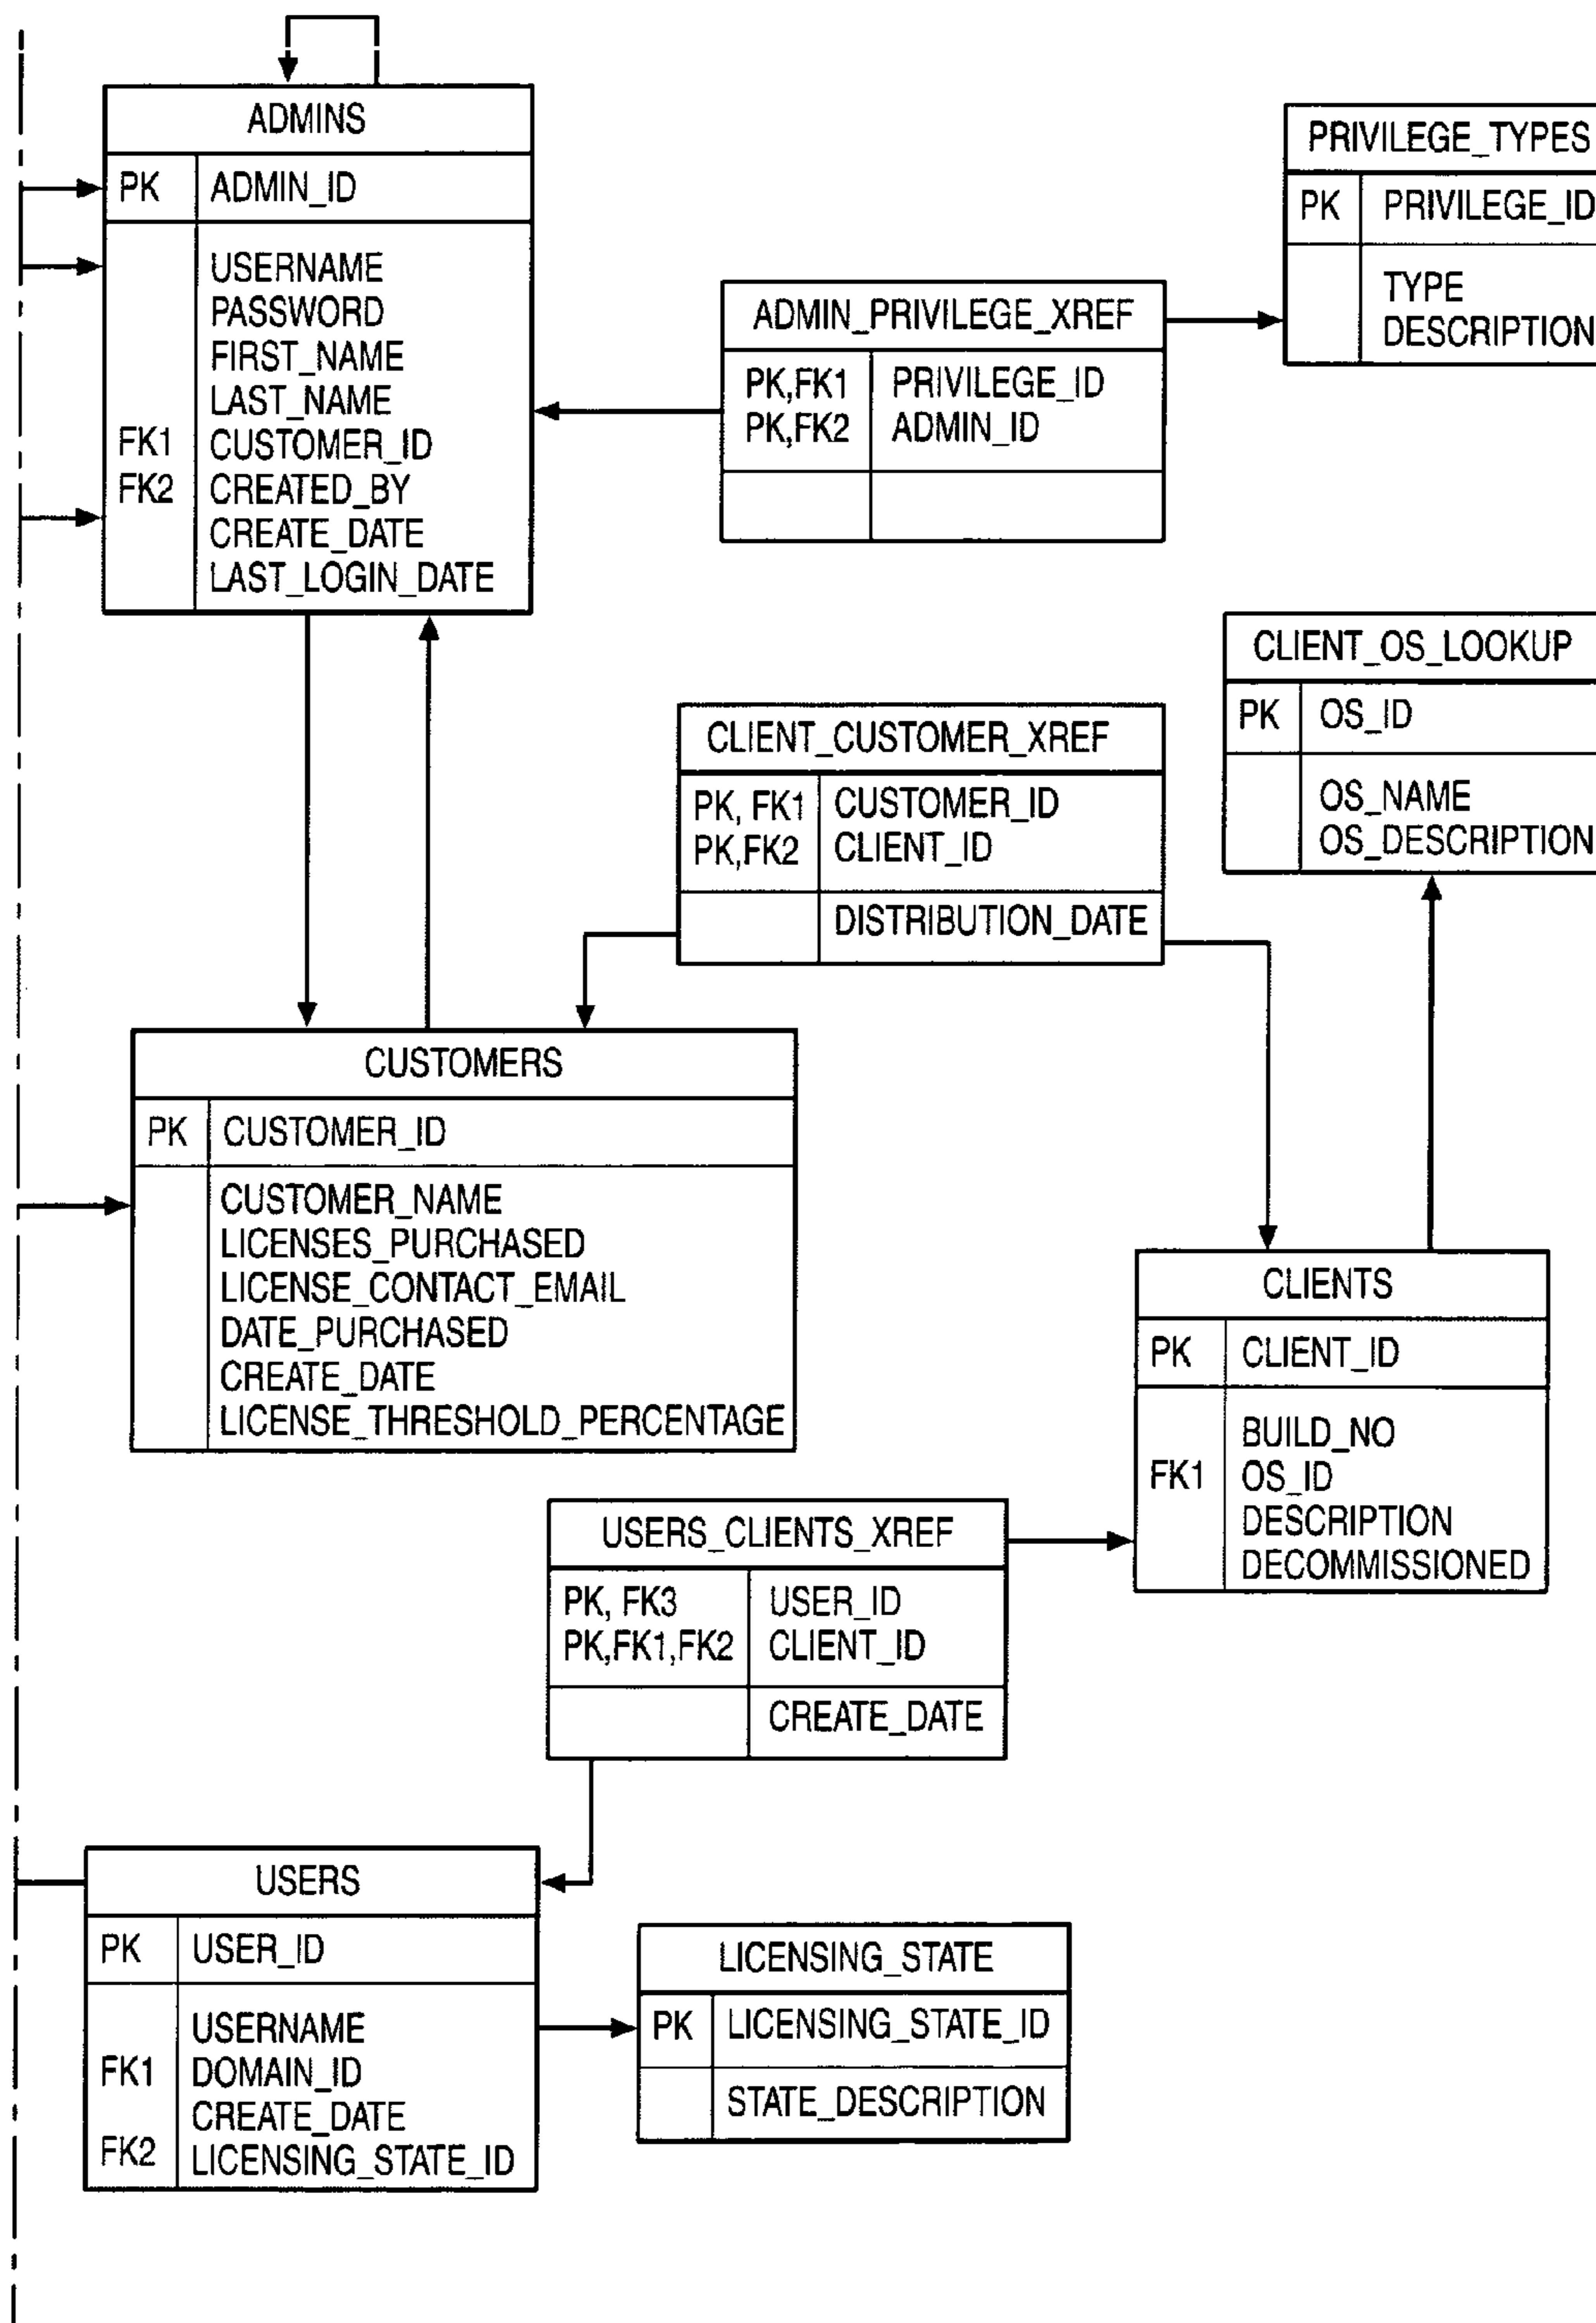 ADMINS
PK ADMIN_ID
USERNAME
PASSWORD
FIRST_NAME
LAST_NAME
FK1 CUSTOMER_ID
FK2 CREATED_BY
CREATE_DATE
LAST_LOGIN_DATE
PRIVILEGE_TYPES
PK PRIVILEGE_ID
TYPE
DESCRIPTION
ADMIN_PRIVILEGE_XREF
PK,FK1 PRIVILEGE_ID
PK,FK2 ADMIN_ID
CLIENT_OS_LOOKUP
PK OS_ID
OS_NAME
OS_DESCRIPTION
CLIENT_CUSTOMER_XREF
PK, FK1 CUSTOMER_ID
PK,FK2 CLIENT_ID
DISTRIBUTION_DATE
CUSTOMERS
PK CUSTOMER_ID
CUSTOMER_NAME
LICENSES_PURCHASED
LICENSE_CONTACT_EMAIL
DATE_PURCHASED
CREATE_DATE
LICENSE_THRESHOLD_PERCENTAGE
CLIENTS
PK CLIENT_ID
BUILD_NO
FK1 OS_ID
DESCRIPTION
DECOMMISSIONED
USERS_CLIENTS_XREF
PK, FK3 USER_ID
PK,FK1,FK2 CLIENT_ID
CREATE_DATE
USERS
PK USER_ID
USERNAME
FK1 DOMAIN_ID
CREATE_DATE
FK2 LICENSING_STATE_ID
LICENSING_STATE
PK LICENSING_STATE_ID
STATE_DESCRIPTION